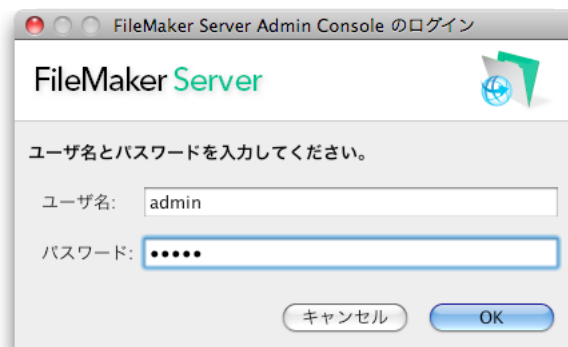 FileMaker Server Admin Console のログイン
FileMaker Server
ユーザ名とパスワードを入力してください。
ユーザ名: admin
パスワード: •••••
キャンセル OK